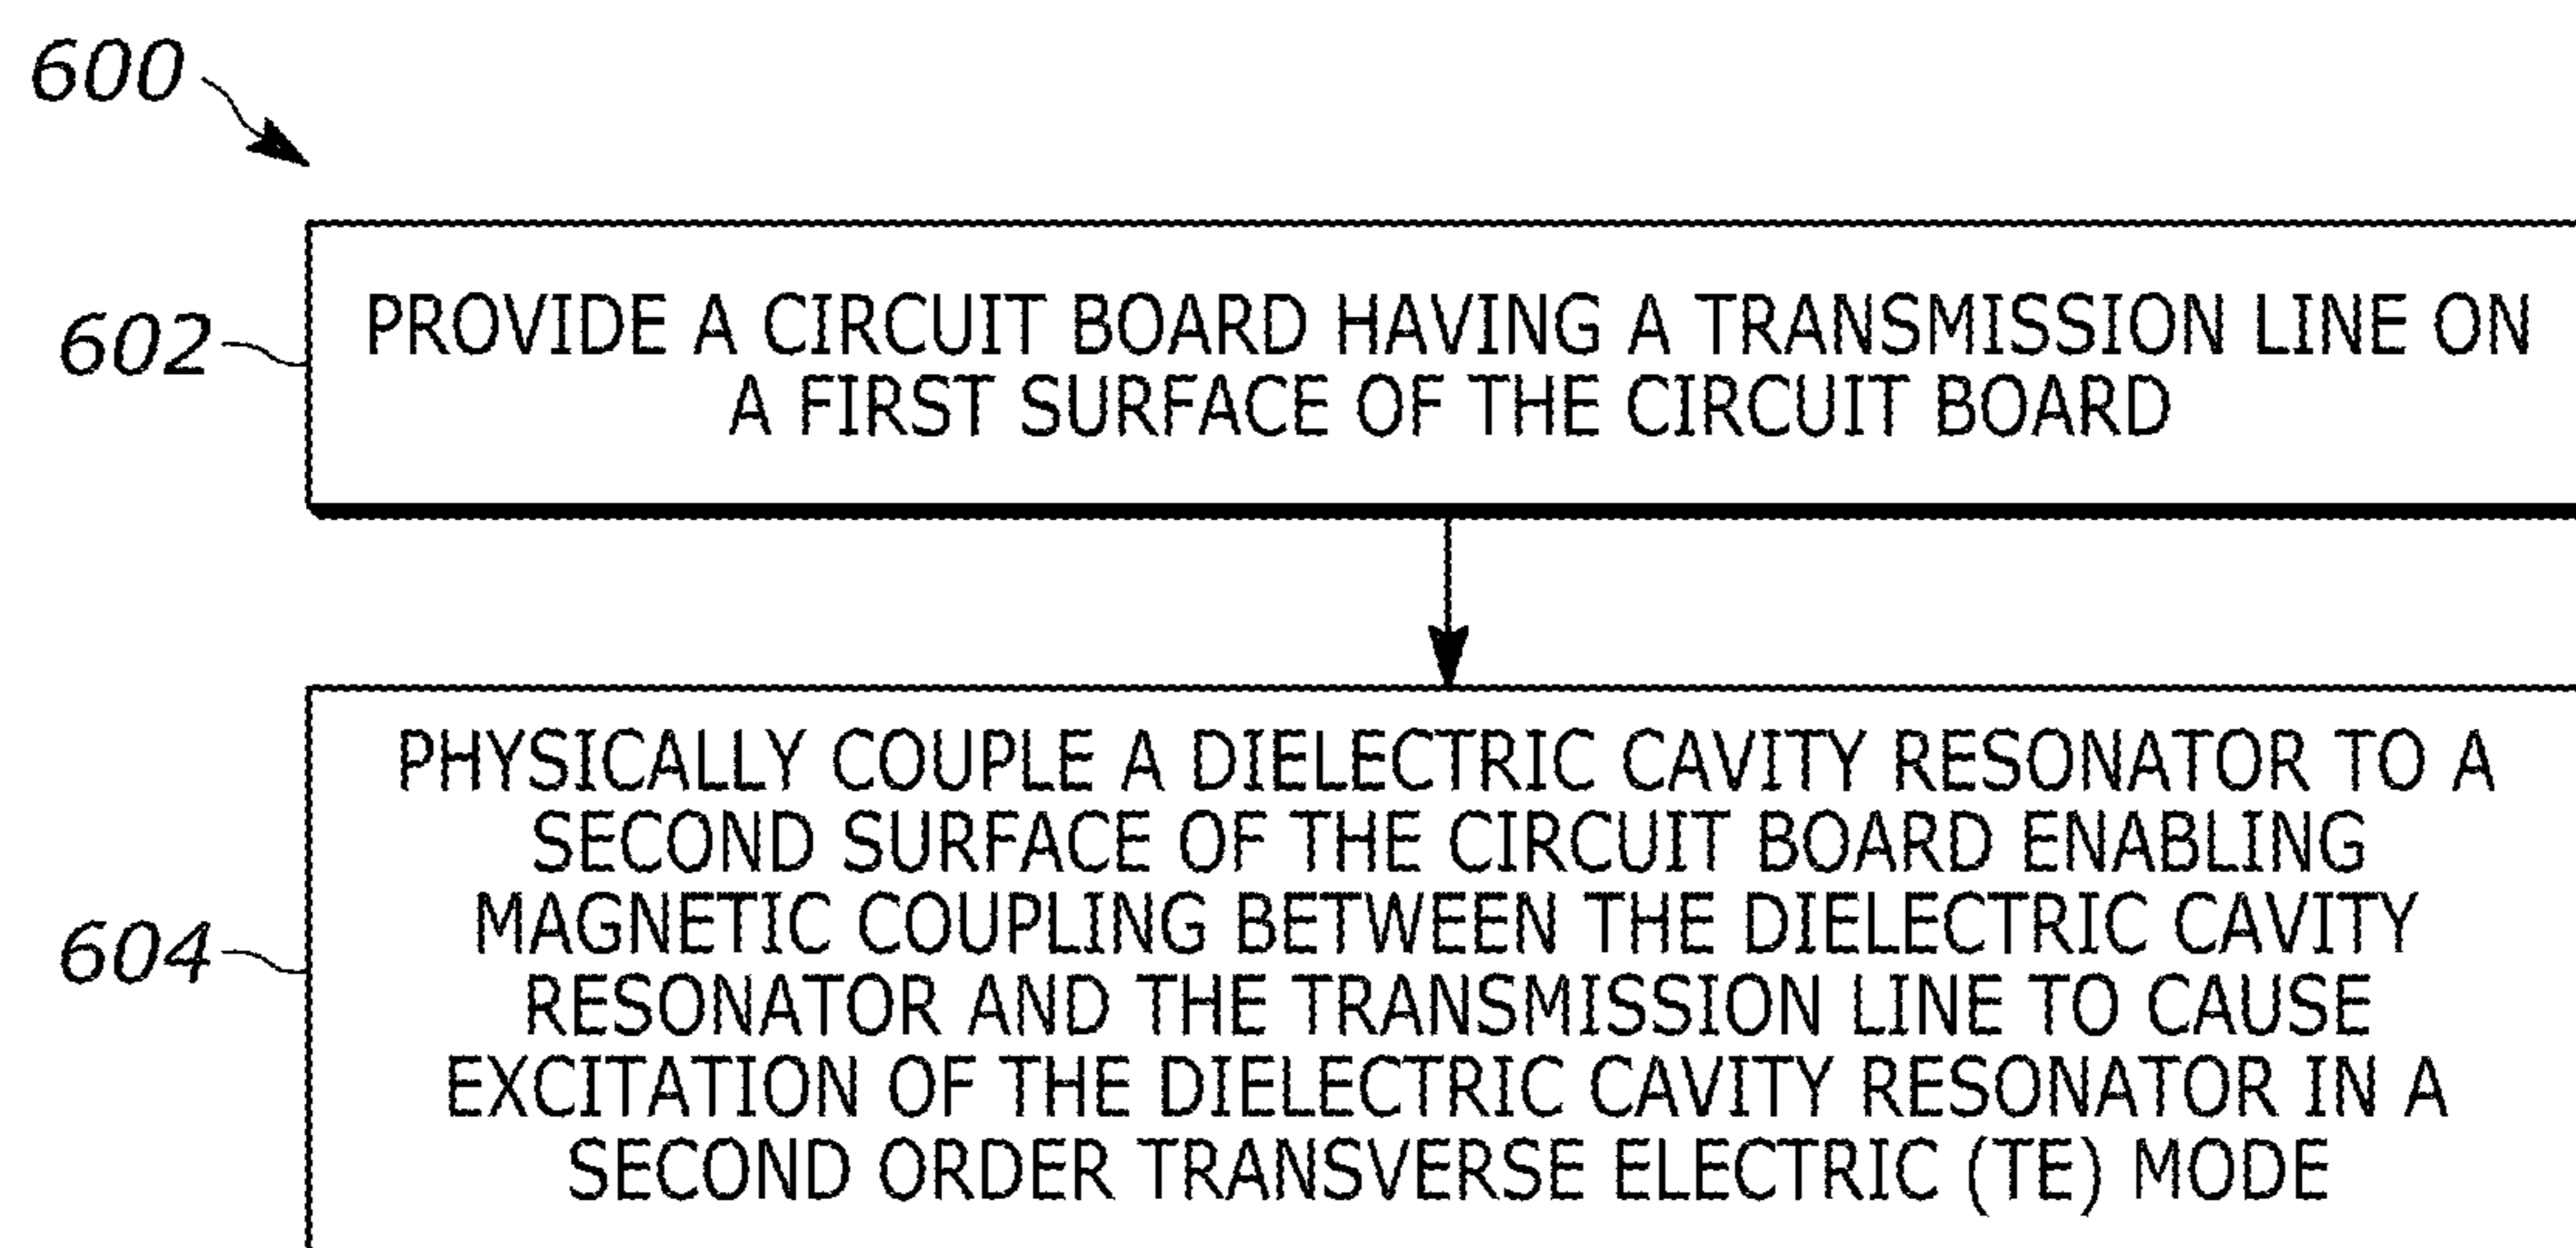 600
602
PROVIDE A CIRCUIT BOARD HAVING A TRANSMISSION LINE ON
A FIRST SURFACE OF THE CIRCUIT BOARD
604
PHYSICALLY COUPLE A DIELECTRIC CAVITY RESONATOR TO A
SECOND SURFACE OF THE CIRCUIT BOARD ENABLING
MAGNETIC COUPLING BETWEEN THE DIELECTRIC CAVITY
RESONATOR AND THE TRANSMISSION LINE TO CAUSE
EXCITATION OF THE DIELECTRIC CAVITY RESONATOR IN A
SECOND ORDER TRANSVERSE ELECTRIC (TE) MODE